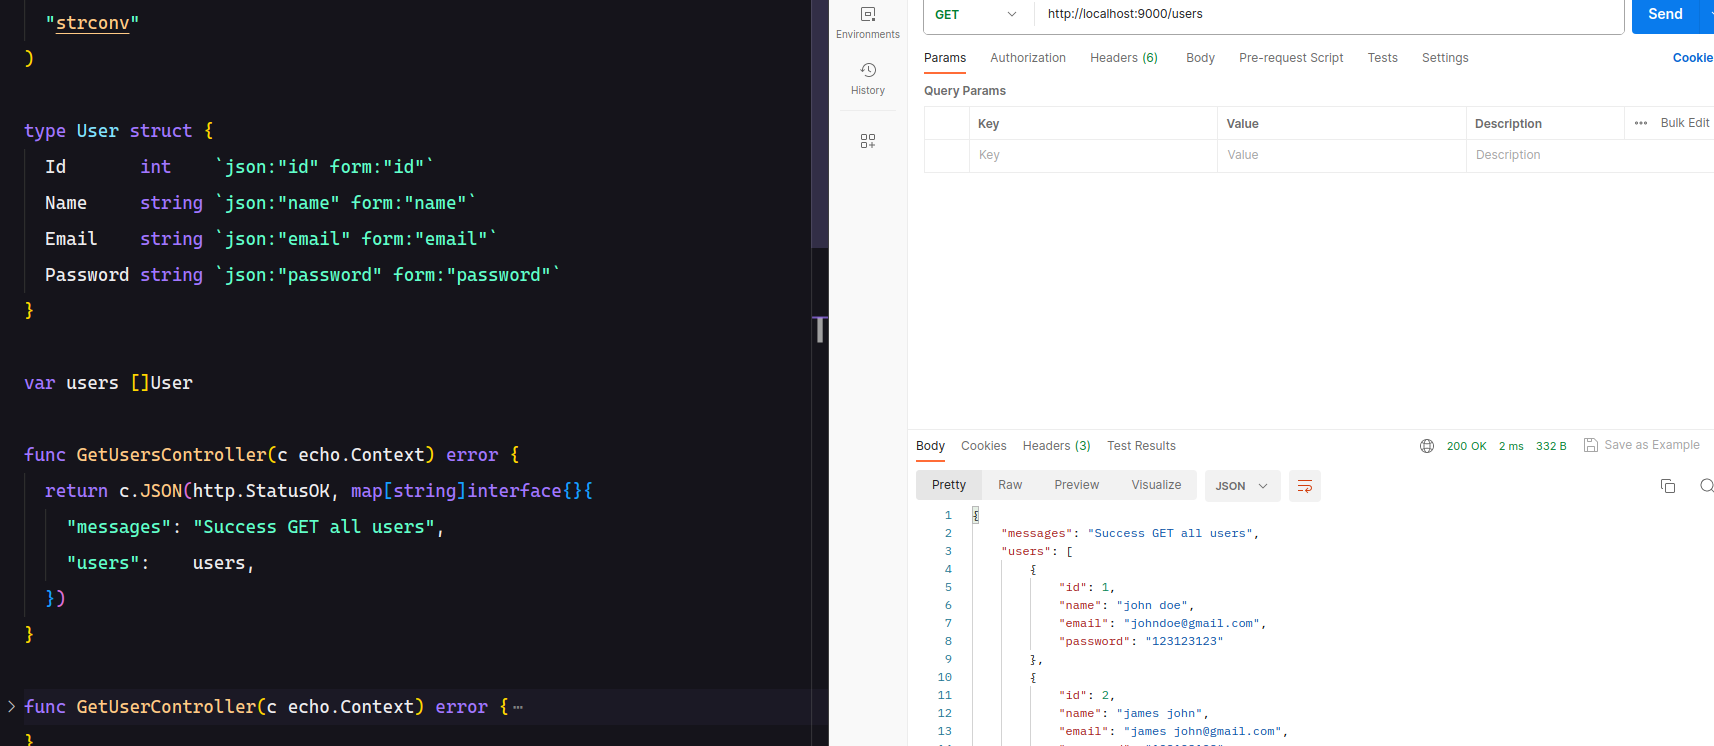 "strconv"
)
type User struct {
Id int `json:"id" form:"id"`
Name string `json:"name" form:"name"`
Email string `json:"email" form:"email"`
Password string `json:"password" form:"password"`
}
var users []User
func GetUsersController(c echo.Context) error {
return c.JSON(http.StatusOK, map[string]interface{}{
"messages": "Success GET all users",
"users": users,
})
}
func GetUserController(c echo.Context) error {⋯
}
Environments
History
GET http://localhost:9000/users Send
Params Authorization Headers (6) Body Pre-request Script Tests Settings Cookie
Query Params
Key Value Description ··· Bulk Edit
Key Value Description
Body Cookies Headers (3) Test Results 200 OK 2 ms 332 B Save as Example
Pretty Raw Preview Visualize JSON
1 {
2 "messages": "Success GET all users",
3 "users": [
4 {
5 "id": 1,
6 "name": "john doe",
7 "email": "johndoe@gmail.com",
8 "password": "123123123"
9 },
10 {
11 "id": 2,
12 "name": "james john",
13 "email": "james john@gmail.com",